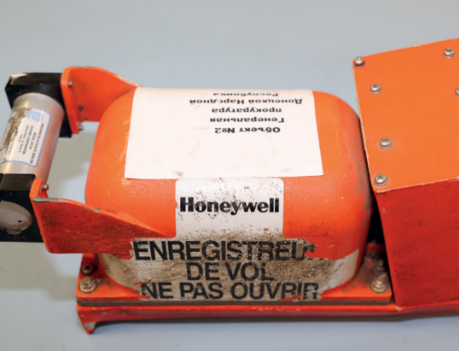 Объект №2
Генеральная
прокуратура
Донецкой Народной
Республики
Honeywell
ENREGISTREUR
DE VOL
NE PAS OUVRIR